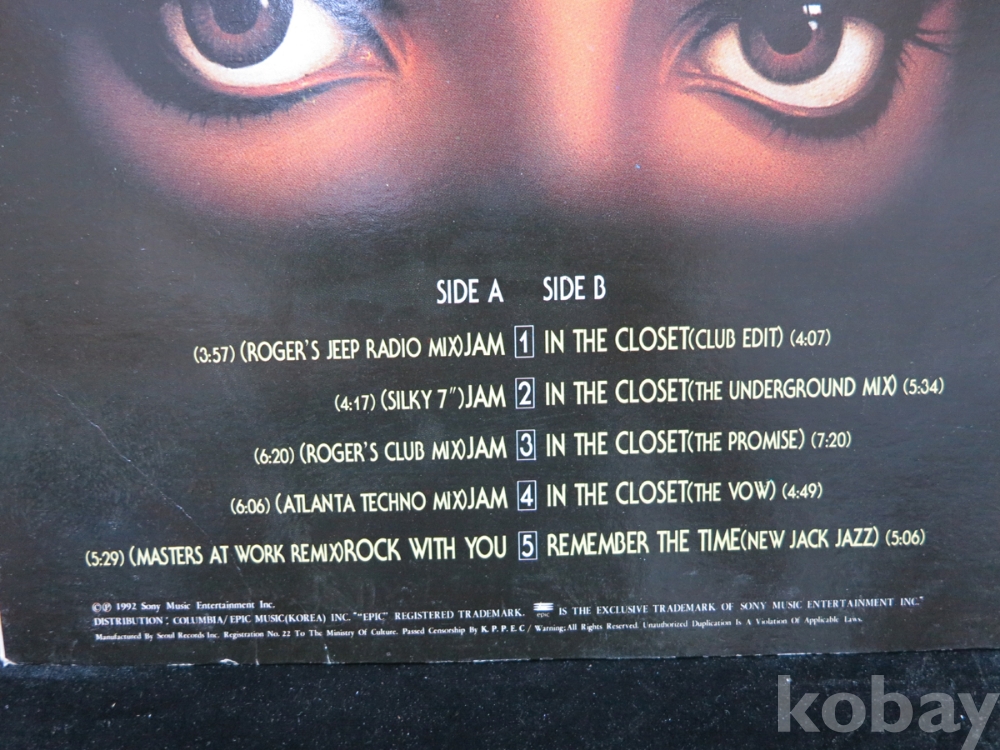 SIDE A SIDE B
(3:57) (ROGER'S JEEP RADIO MIX)JAM 1 IN THE CLOSET(CLUB EDIT) (4:07)
(4:17) (SILKY 7")JAM 2 IN THE CLOSET(THE UNDERGROUND MIX) (5:34)
(6:20) (ROGER'S CLUB MIX)JAM 3 IN THE CLOSET(THE PROMISE) (7:20)
(6:06) (ATLANTA TECHNO MIX)JAM 4 IN THE CLOSET(THE VOW) (4:49)
(5:29) (MASTERS AT WORK REMIX)ROCK WITH YOU 5 REMEMBER THE TIME(NEW JACK JAZZ) (5:06)
©℗ 1992 Sony Music Entertainment Inc.
DISTRIBUTION : COLUMBIA/EPIC MUSIC(KOREA) INC."EPIC" REGISTERED TRADEMARK. epic IS THE EXCLUSIVE TRADEMARK OF SONY MUSIC ENTERTAINMENT INC."
Manufactured By Seoul Records Inc. Registration No. 22 To The Ministry Of Culture. Passed Censorship By K.P.P.E.C / Warning; All Rights Reserved. Unauthorized Duplication Is A Violation Of Applicable Laws.
kobay